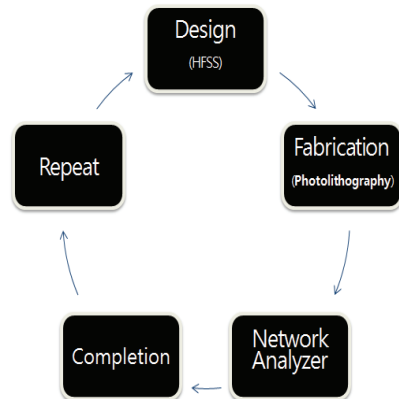 Design
(HFSS)
Fabrication
(Photolithography)
Network
Analyzer
Completion
Repeat